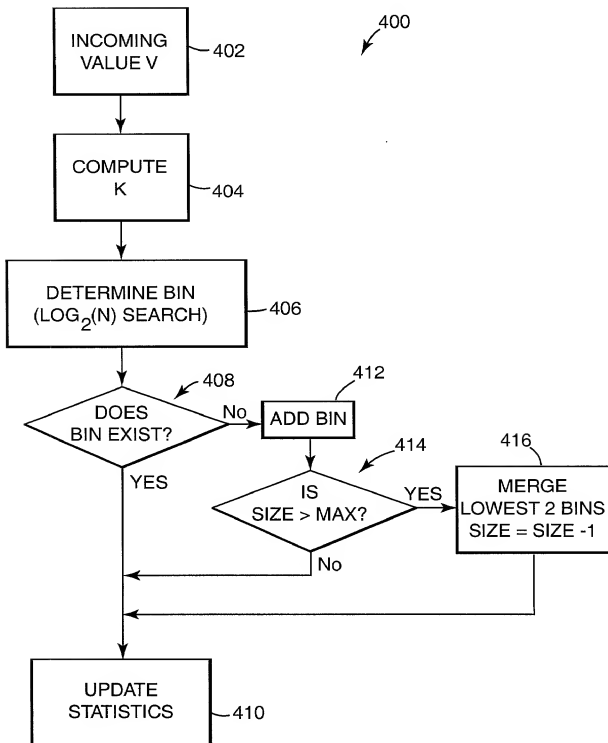 400
INCOMING
VALUE V
402
COMPUTE
K
404
DETERMINE BIN
(LOG2(N) SEARCH)
406
408
DOES
BIN EXIST?
No
YES
412
ADD BIN
414
IS
SIZE > MAX?
YES
No
416
MERGE
LOWEST 2 BINS
SIZE = SIZE -1
UPDATE
STATISTICS
410